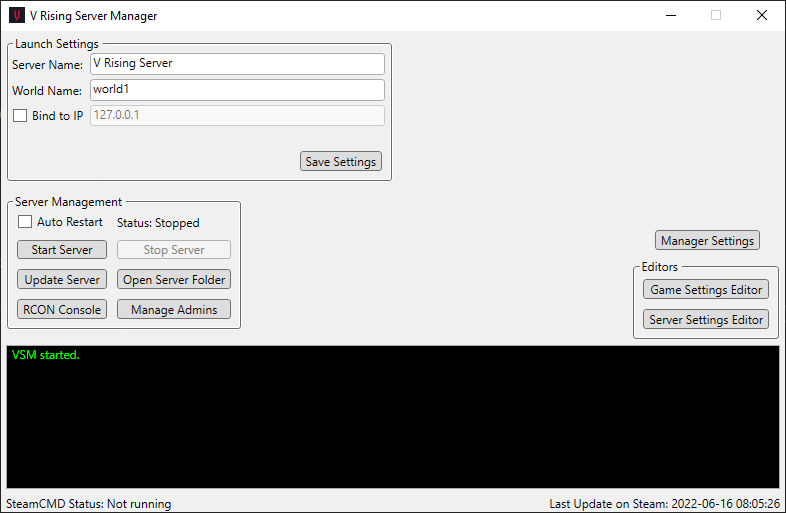 V Rising Server Manager
Launch Settings
Server Name: V Rising Server
World Name: world1
Bind to IP 127.0.0.1
Save Settings
Server Management
Auto Restart Status: Stopped
Start Server Stop Server
Update Server Open Server Folder
RCON Console Manage Admins
Manager Settings
Editors
Game Settings Editor
Server Settings Editor
VSM started.
SteamCMD Status: Not running
Last Update on Steam: 2022-06-16 08:05:26